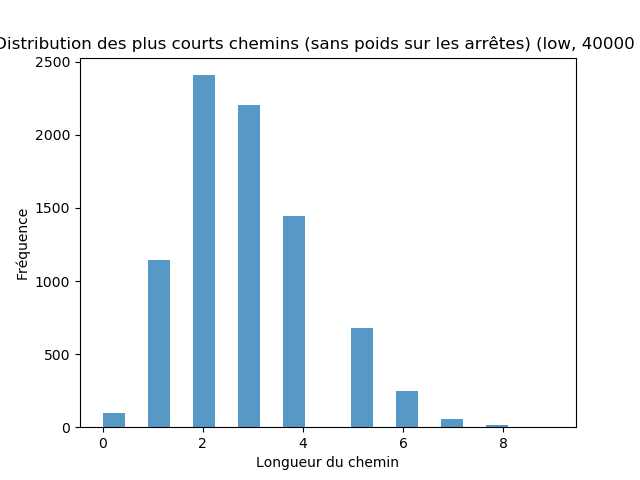 Distribution des plus courts chemins (sans poids sur les arrêtes) (low, 40000
2500
2000
1500
1000
500
0
Fréquence
0 2 4 6 8
Longueur du chemin